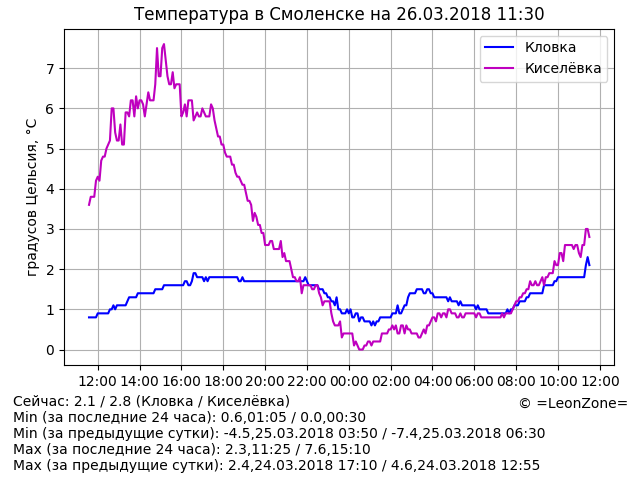 Температура в Смоленске на 26.03.2018 11:30
Кловка
Киселёвка
градусов Цельсия, °C
7
6
5
4
3
2
1
0
12:00 14:00 16:00 18:00 20:00 22:00 00:00 02:00 04:00 06:00 08:00 10:00 12:00
Сейчас: 2.1 / 2.8 (Кловка / Киселёвка)
© =LeonZone=
Min (за последние 24 часа): 0.6,01:05 / 0.0,00:30
Min (за предыдущие сутки): -4.5,25.03.2018 03:50 / -7.4,25.03.2018 06:30
Max (за последние 24 часа): 2.3,11:25 / 7.6,15:10
Max (за предыдущие сутки): 2.4,24.03.2018 17:10 / 4.6,24.03.2018 12:55